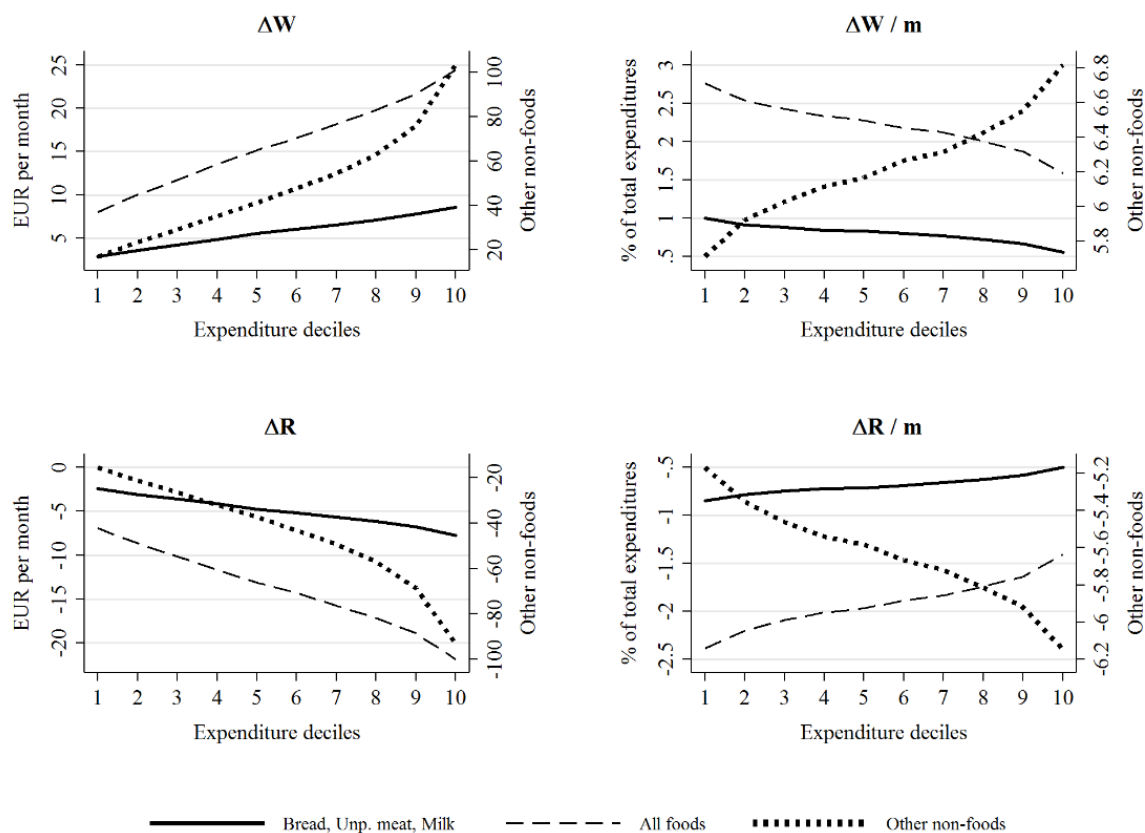 ΔW
EUR per month
25
20
15
10
5
100
80
60
40
20
Other non-foods
1 2 3 4 5 6 7 8 9 10
Expenditure deciles
ΔW / m
% of total expenditures
3
2.5
2
1.5
1
.5
6.8
6.6
6.4
6.2
6
5.8
Other non-foods
1 2 3 4 5 6 7 8 9 10
Expenditure deciles
ΔR
EUR per month
0
-5
-10
-15
-20
-20
-40
-60
-80
-100
Other non-foods
1 2 3 4 5 6 7 8 9 10
Expenditure deciles
ΔR / m
% of total expenditures
-.5
-1
-1.5
-2
-2.5
-5.2
-5.4
-5.6
-5.8
-6
-6.2
Other non-foods
1 2 3 4 5 6 7 8 9 10
Expenditure deciles
Bread, Unp. meat, Milk All foods Other non-foods